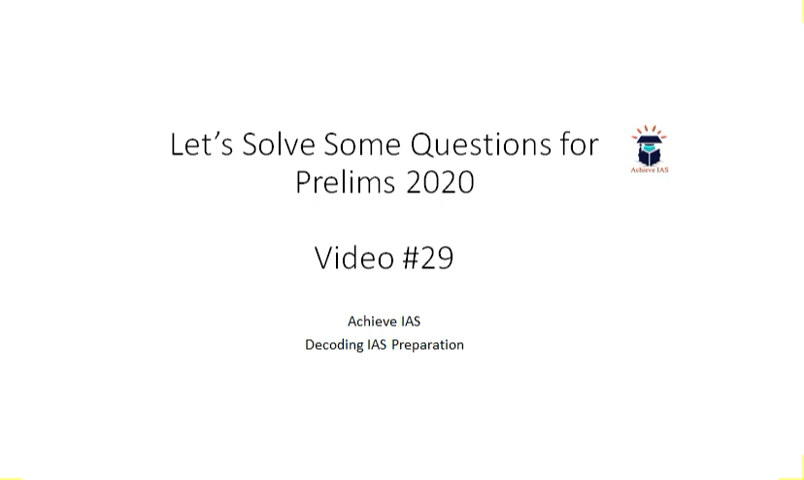 Let's Solve Some Questions for
Prelims 2020
Achieve IAS
Video #29
Achieve IAS
Decoding IAS Preparation